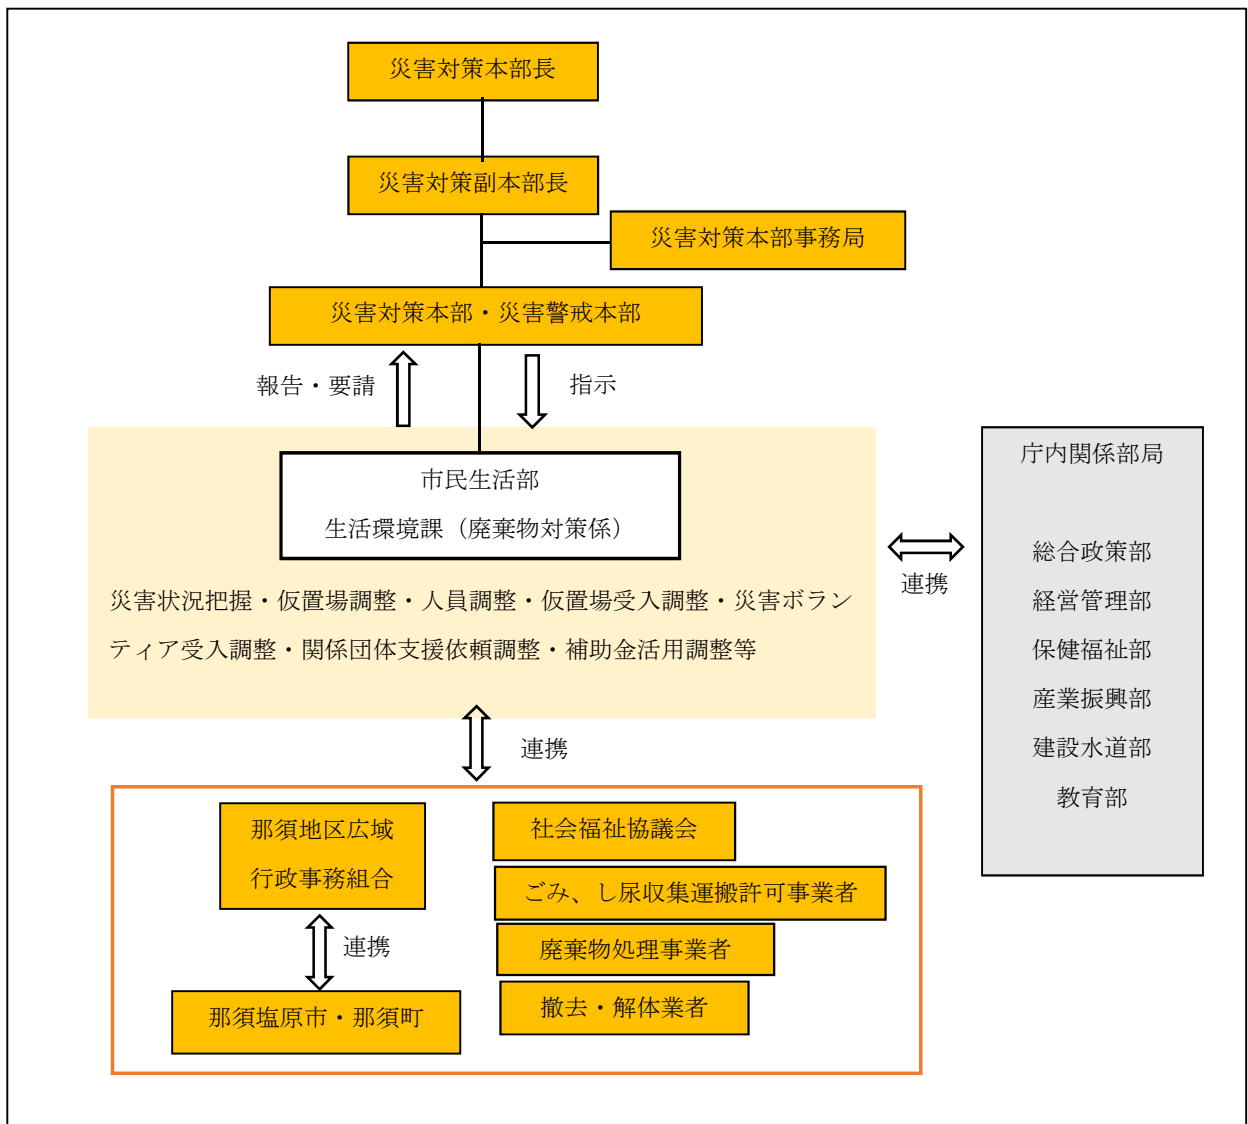 災害対策本部長
災害対策副本部長
災害対策本部事務局
災害対策本部・災害警戒本部
報告・要請
指示
市民生活部
生活環境課（廃棄物対策係）
災害状況把握・仮置場調整・人員調整・仮置場受入調整・災害ボラン
ティア受入調整・関係団体支援依頼調整・補助金活用調整等
連携
庁内関係部局
総合政策部
経営管理部
保健福祉部
産業振興部
建設水道部
教育部
連携
那須地区広域
行政事務組合
連携
那須塩原市・那須町
社会福祉協議会
ごみ、し尿収集運搬許可事業者
廃棄物処理事業者
撤去・解体業者